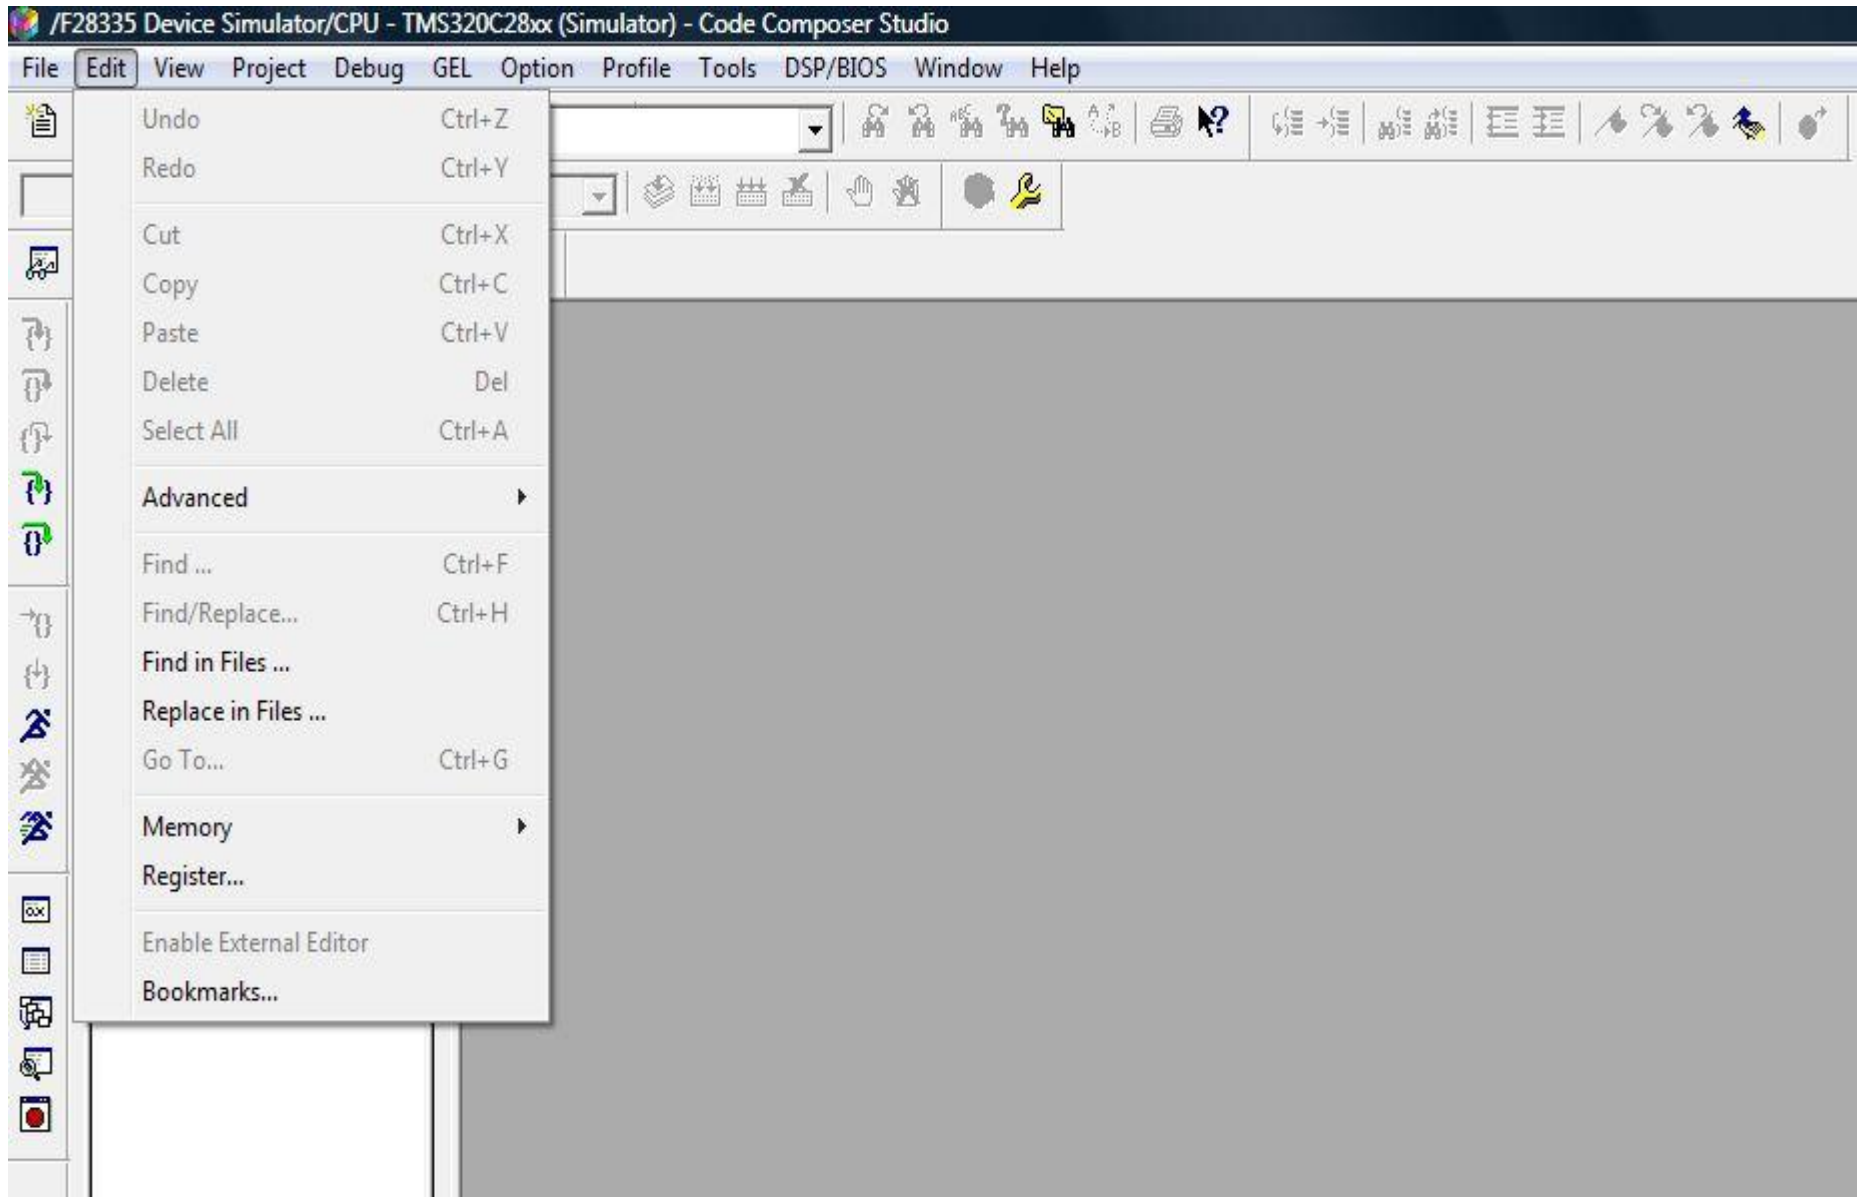 /F28335 Device Simulator/CPU - TMS320C28xx (Simulator) - Code Composer Studio
File Edit View Project Debug GEL Option Profile Tools DSP/BIOS Window Help
Undo Ctrl+Z
Redo Ctrl+Y
Cut Ctrl+X
Copy Ctrl+C
Paste Ctrl+V
Delete Del
Select All Ctrl+A
Advanced
Find ... Ctrl+F
Find/Replace... Ctrl+H
Find in Files ...
Replace in Files ...
Go To... Ctrl+G
Memory
Register...
Enable External Editor
Bookmarks...